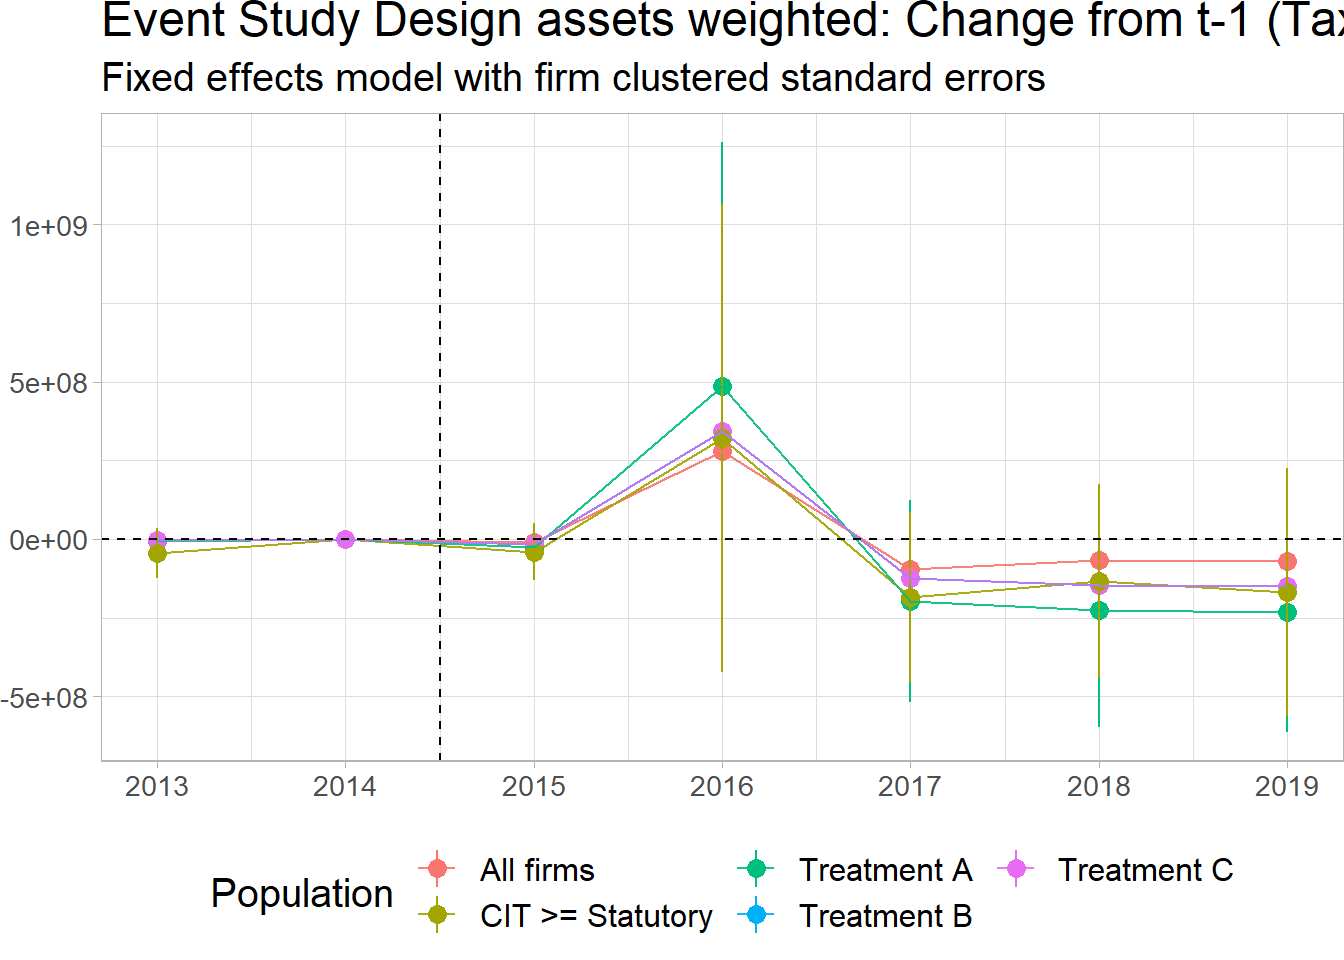 Event Study Design assets weighted: Change from t-1 (Tax
Fixed effects model with firm clustered standard errors
1e+09
5e+08
0e+00
-5e+08
2013 2014 2015 2016 2017 2018 2019
Population
All firms
CIT >= Statutory
Treatment A
Treatment B
Treatment C